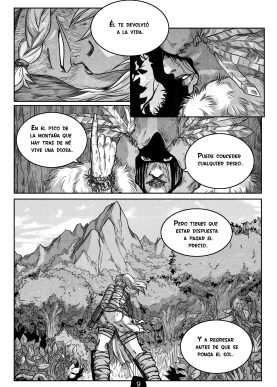 ÉL TE DEVOLVIÓ
A LA VIDA.
EN EL PICO DE
LA MONTAÑA QUE
HAY TRAS DE MÍ
VIVE UNA DIOSA.
PUEDE CONCEDER
CUALQUIER DESEO.
PERO TIENES QUE
ESTAR DISPUESTA
A PAGAR EL
PRECIO.
Y A REGRESAR
ANTES DE QUE SE
PONGA EL SOL.
9